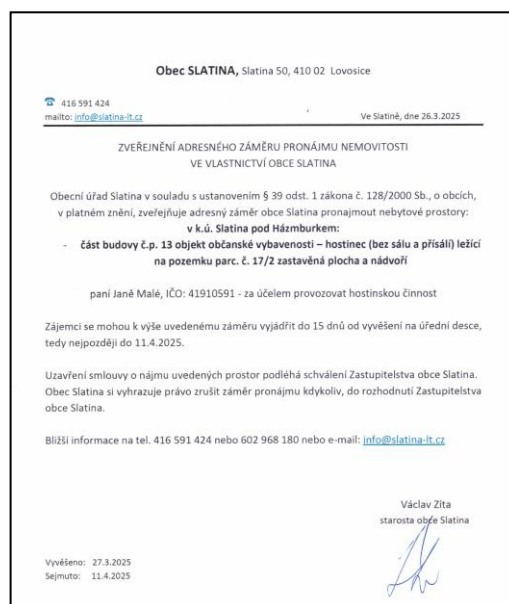 Obec SLATINA, Slatina 50, 410 02 Lovosice
☎ 416 591 424
mailto: info@slatina-lt.cz Ve Slatině, dne 26.3.2025
ZVEŘEJNĚNÍ ADRESNÉHO ZÁMĚRU PRONÁJMU NEMOVITOSTI
VE VLASTNICTVÍ OBCE SLATINA
Obecní úřad Slatina v souladu s ustanovením § 39 odst. 1 zákona č. 128/2000 Sb., o obcích,
v platném znění, zveřejňuje adresný záměr obce Slatina pronajmout nebytové prostory:
v k.ú. Slatina pod Házmburkem:
- část budovy č.p. 13 objekt občanské vybavenosti – hostinec (bez sálu a přísálí) ležící
na pozemku parc. č. 17/2 zastavěná plocha a nádvoří
paní Janě Malé, IČO: 41910591 - za účelem provozovat hostinskou činnost
Zájemci se mohou k výše uvedenému záměru vyjádřit do 15 dnů od vyvěšení na úřední desce,
tedy nejpozději do 11.4.2025.
Uzavření smlouvy o nájmu uvedených prostor podléhá schválení Zastupitelstva obce Slatina.
Obec Slatina si vyhrazuje právo zrušit záměr pronájmu kdykoliv, do rozhodnutí Zastupitelstva
obce Slatina.
Bližší informace na tel. 416 591 424 nebo 602 968 180 nebo e-mail: info@slatina-lt.cz
Václav Zíta
starosta obce Slatina
Vyvěšeno: 27.3.2025
Sejmuto: 11.4.2025